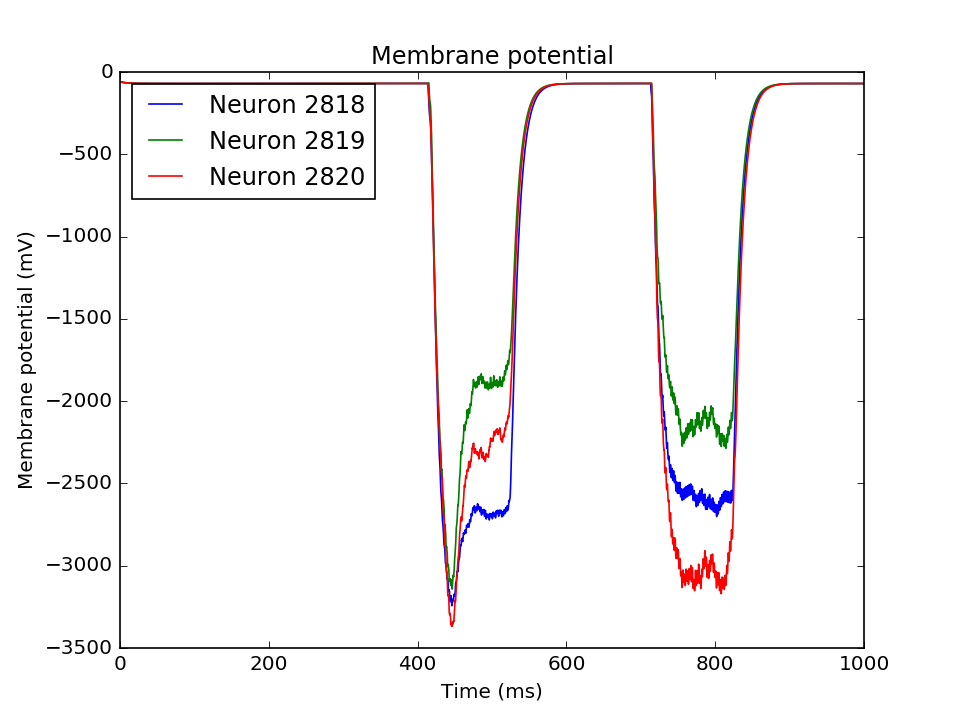 Membrane potential
0
−500
−1000
−1500
−2000
−2500
−3000
−3500
Membrane potential (mV)
Neuron 2818
Neuron 2819
Neuron 2820
0 200 400 600 800 1000
Time (ms)